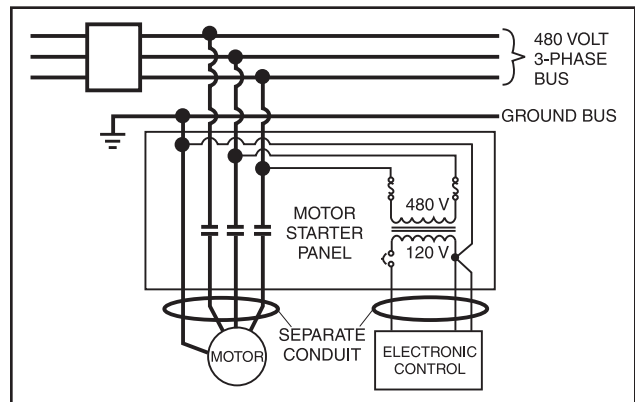 480 VOLT
3-PHASE
BUS
GROUND BUS
MOTOR
STARTER
PANEL
480 V
120 V
SEPARATE
CONDUIT
MOTOR
ELECTRONIC
CONTROL